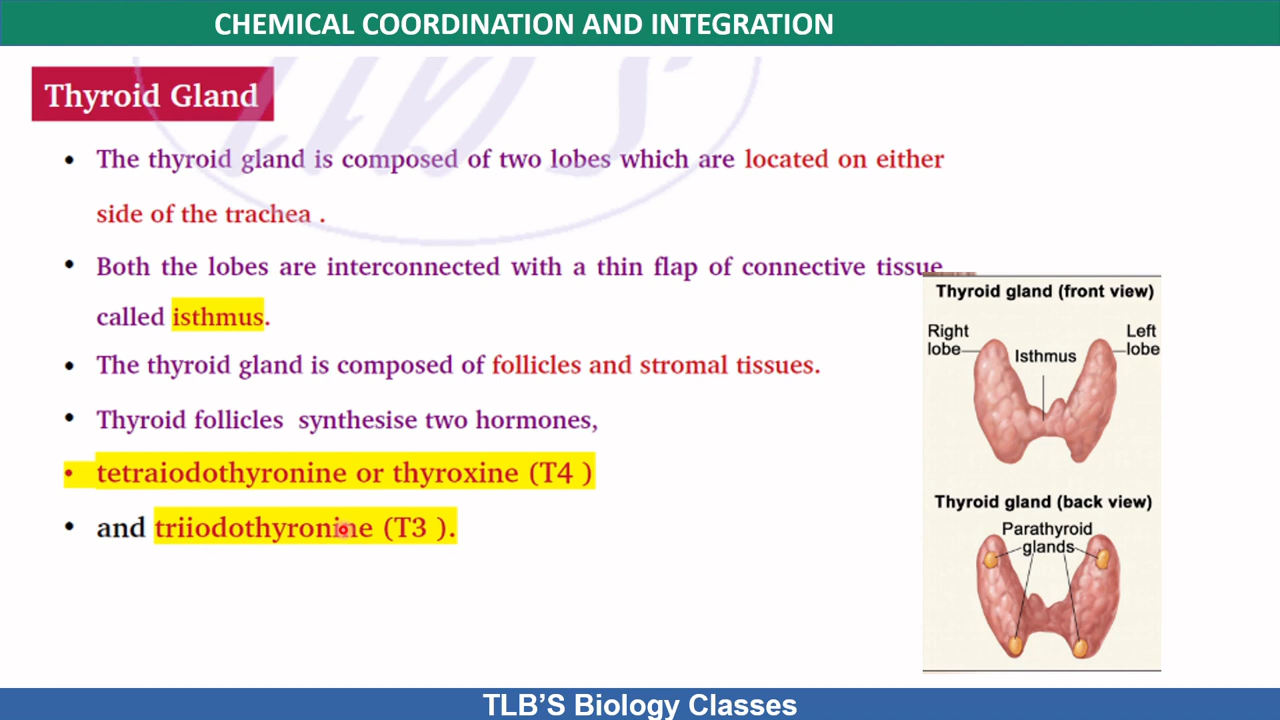 CHEMICAL COORDINATION AND INTEGRATION
Thyroid Gland
• The thyroid gland is composed of two lobes which are located on either
side of the trachea .
• Both the lobes are interconnected with a thin flap of connective tissue
called isthmus.
• The thyroid gland is composed of follicles and stromal tissues.
• Thyroid follicles synthesise two hormones,
• tetraiodothyronine or thyroxine (T4 )
• and triiodothyronine (T3 ).
Thyroid gland (front view)
Right
lobe
Isthmus
Left
lobe
Thyroid gland (back view)
Parathyroid
glands
TLB'S Biology Classes